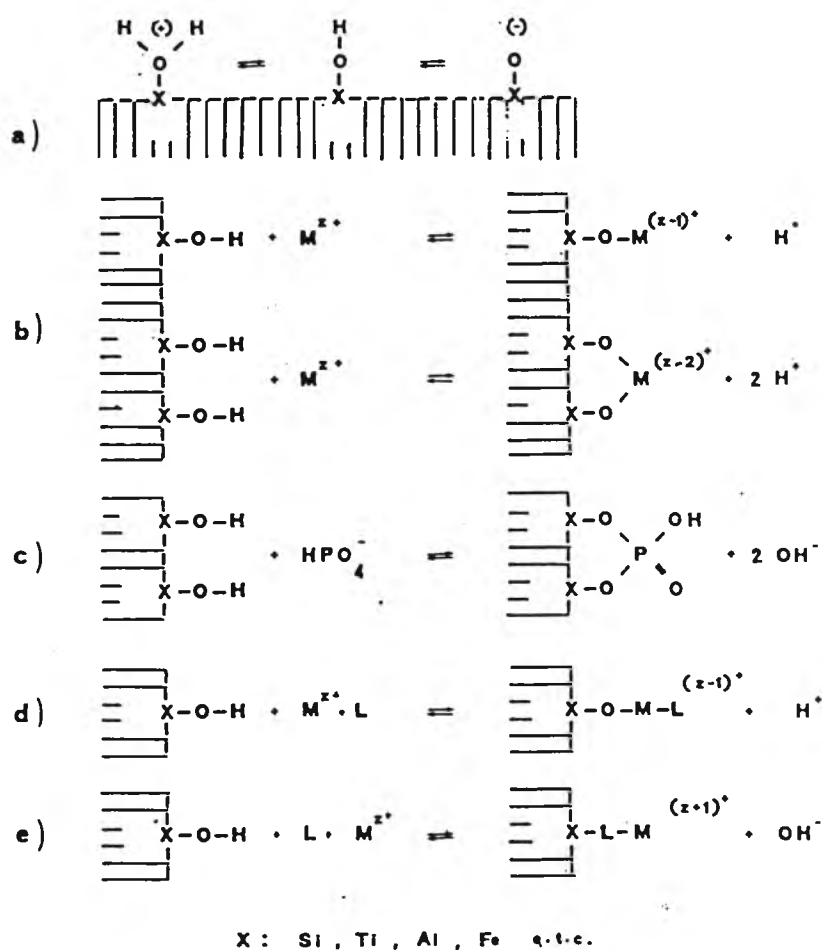 H (+) H H (-)
O ⇌ O ⇌ O
X X X
a)
X-O-H + M^z+ ⇌ X-O-M^(z-1)+ + H+
b)
X-O-H X-O
+ M^z+ ⇌ M^(z-2)+ + 2 H+
X-O-H X-O
X-O-H X-O OH
c) + HPO4^- ⇌ P + 2 OH-
X-O-H X-O O
d) X-O-H + M^z+ + L ⇌ X-O-M-L^(z-1)+ + H+
e) X-O-H + L + M^z+ ⇌ X-L-M^(z+1)+ + OH-
X: Si, Ti, Al, Fe e.t.c.